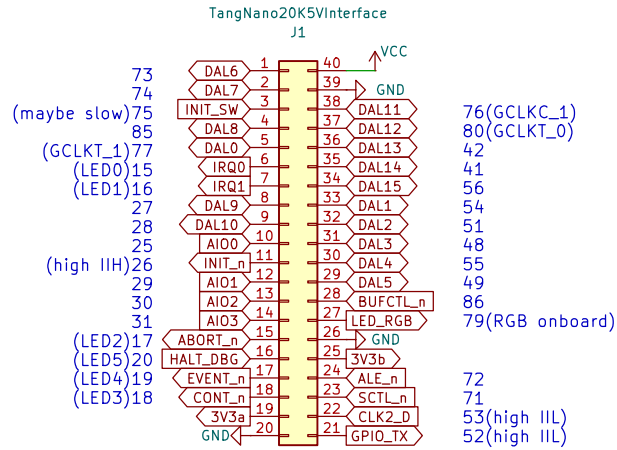 TangNano20K5VInterface
J1
VCC
73 DAL6 1 40
74 DAL7 2 39 GND
(maybe slow)75 INIT_SW 3 38 DAL11 76(GCLKC_1)
85 DAL8 4 37 DAL12 80(GCLKT_0)
(GCLKT_1)77 DAL0 5 36 DAL13 42
(LED0)15 IRQ0 6 35 DAL14 41
(LED1)16 IRQ1 7 34 DAL15 56
27 DAL9 8 33 DAL1 54
28 DAL10 9 32 DAL2 51
25 AIO0 10 31 DAL3 48
(high IIH)26 INIT_n 11 30 DAL4 55
29 AIO1 12 29 DAL5 49
30 AIO2 13 28 BUFCTL_n 86
31 AIO3 14 27 LED_RGB 79(RGB onboard)
(LED2)17 ABORT_n 15 26 GND
(LED5)20 HALT_DBG 16 25 3V3b
(LED4)19 EVENT_n 17 24 ALE_n 72
(LED3)18 CONT_n 18 23 SCTL_n 71
3V3a 19 22 CLK2_D 53(high IIL)
GND 20 21 GPIO_TX 52(high IIL)